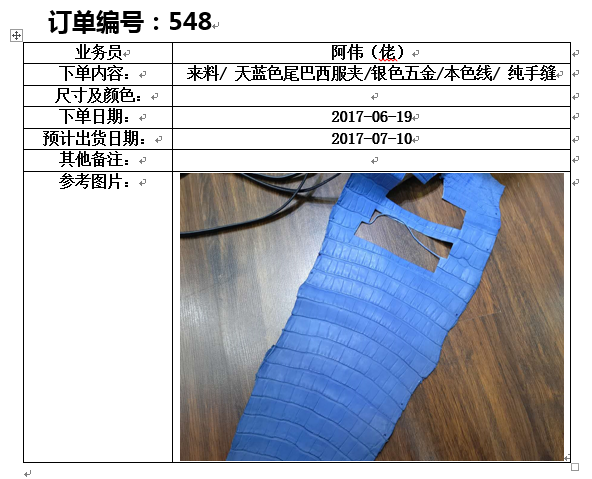 订单编号：548
业务员 阿伟（佬）
下单内容： 来料/ 天蓝色尾巴西服夹/银色五金/本色线/ 纯手缝
尺寸及颜色：
下单日期： 2017-06-19
预计出货日期： 2017-07-10
其他备注：
参考图片：